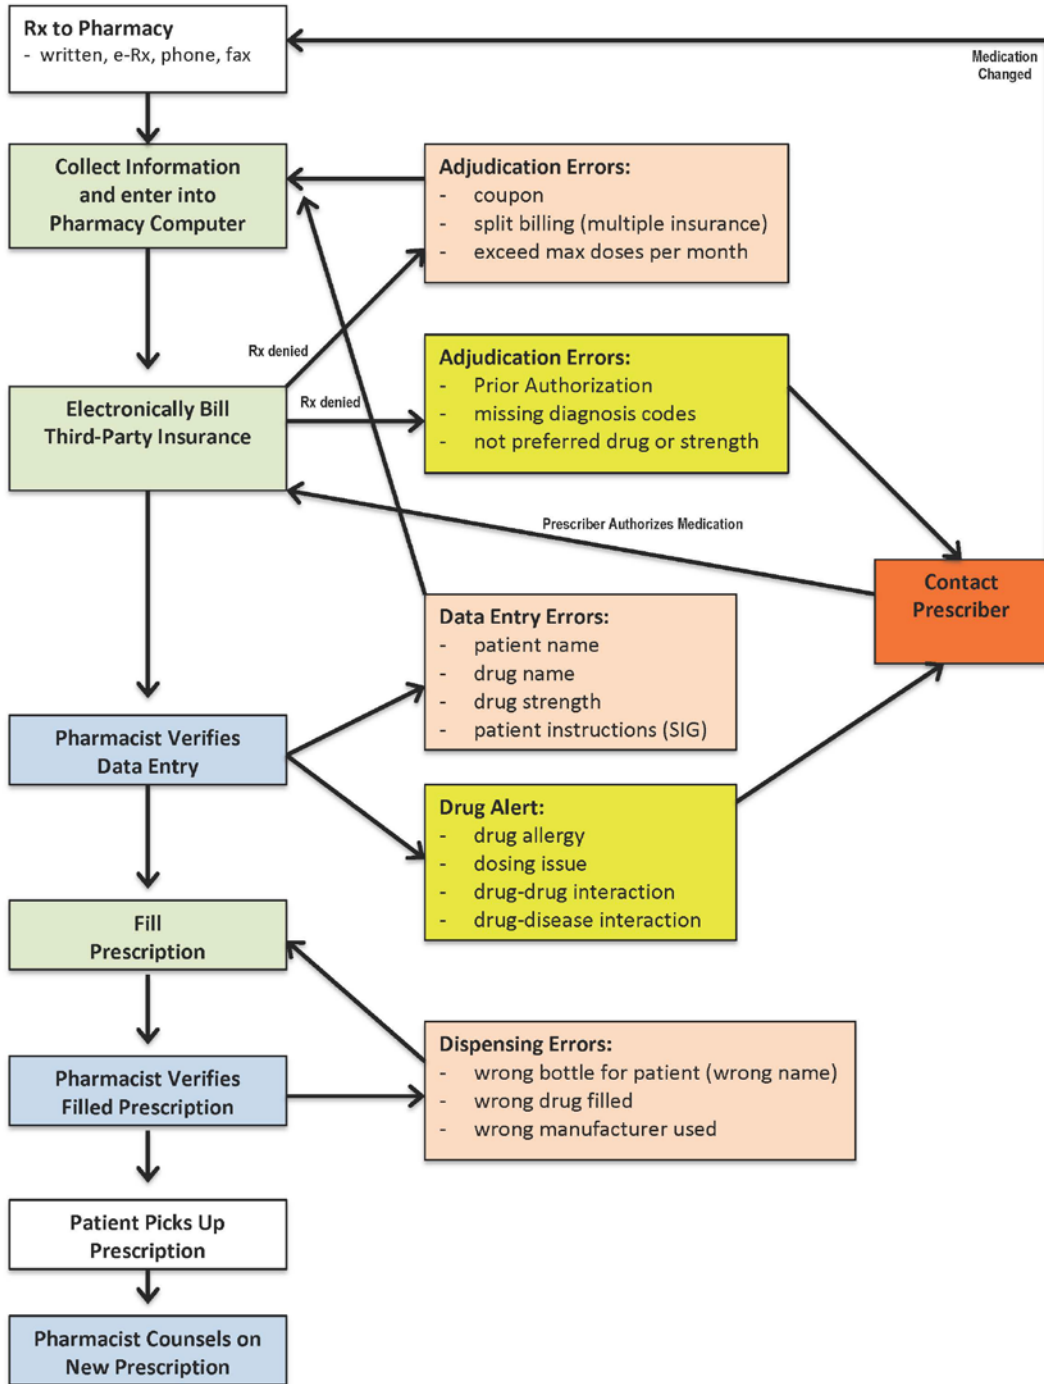 Rx to Pharmacy
- written, e-Rx, phone, fax
Medication
Changed
Collect Information
and enter into
Pharmacy Computer
Adjudication Errors:
- coupon
- split billing (multiple insurance)
- exceed max doses per month
Rx denied
Adjudication Errors:
- Prior Authorization
- missing diagnosis codes
- not preferred drug or strength
Rx denied
Electronically Bill
Third-Party Insurance
Prescriber Authorizes Medication
Contact
Prescriber
Data Entry Errors:
- patient name
- drug name
- drug strength
- patient instructions (SIG)
Pharmacist Verifies
Data Entry
Drug Alert:
- drug allergy
- dosing issue
- drug-drug interaction
- drug-disease interaction
Fill
Prescription
Dispensing Errors:
- wrong bottle for patient (wrong name)
- wrong drug filled
- wrong manufacturer used
Pharmacist Verifies
Filled Prescription
Patient Picks Up
Prescription
Pharmacist Counsels on
New Prescription